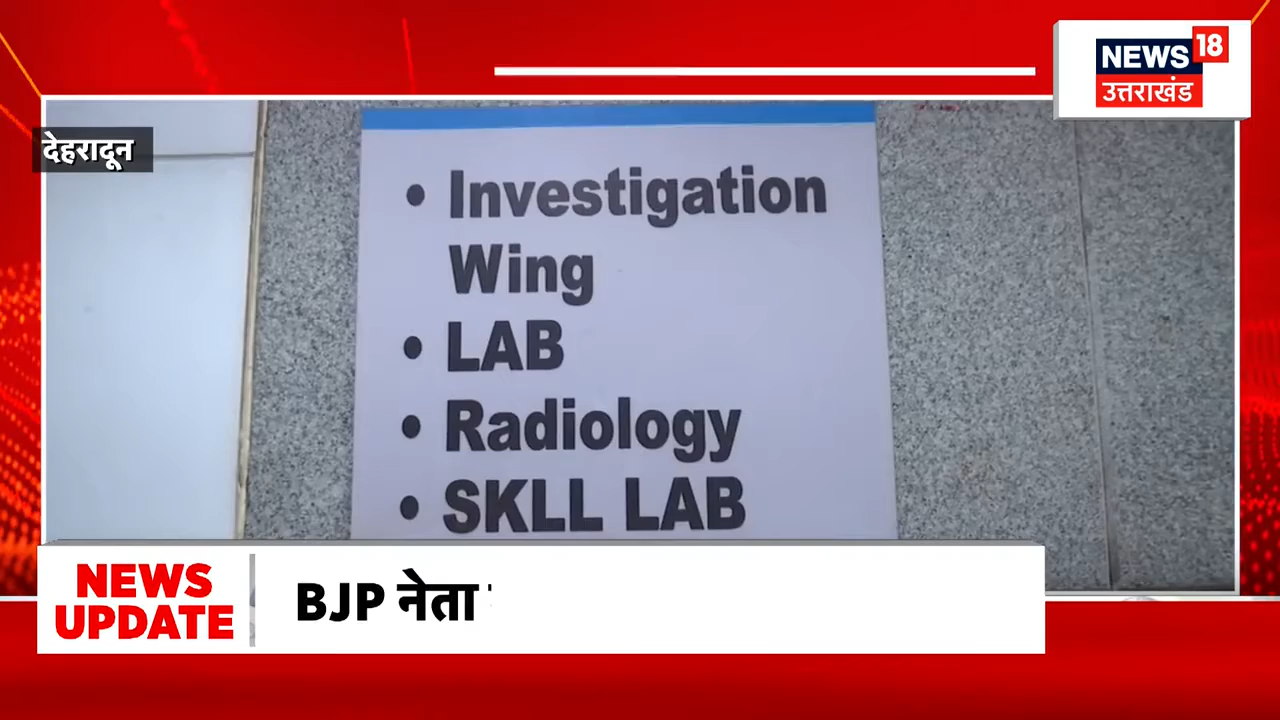 NEWS 18
उत्तराखंड
देहरादून
• Investigation
Wing
• LAB
• Radiology
• SKLL LAB
NEWS
UPDATE
BJP नेता